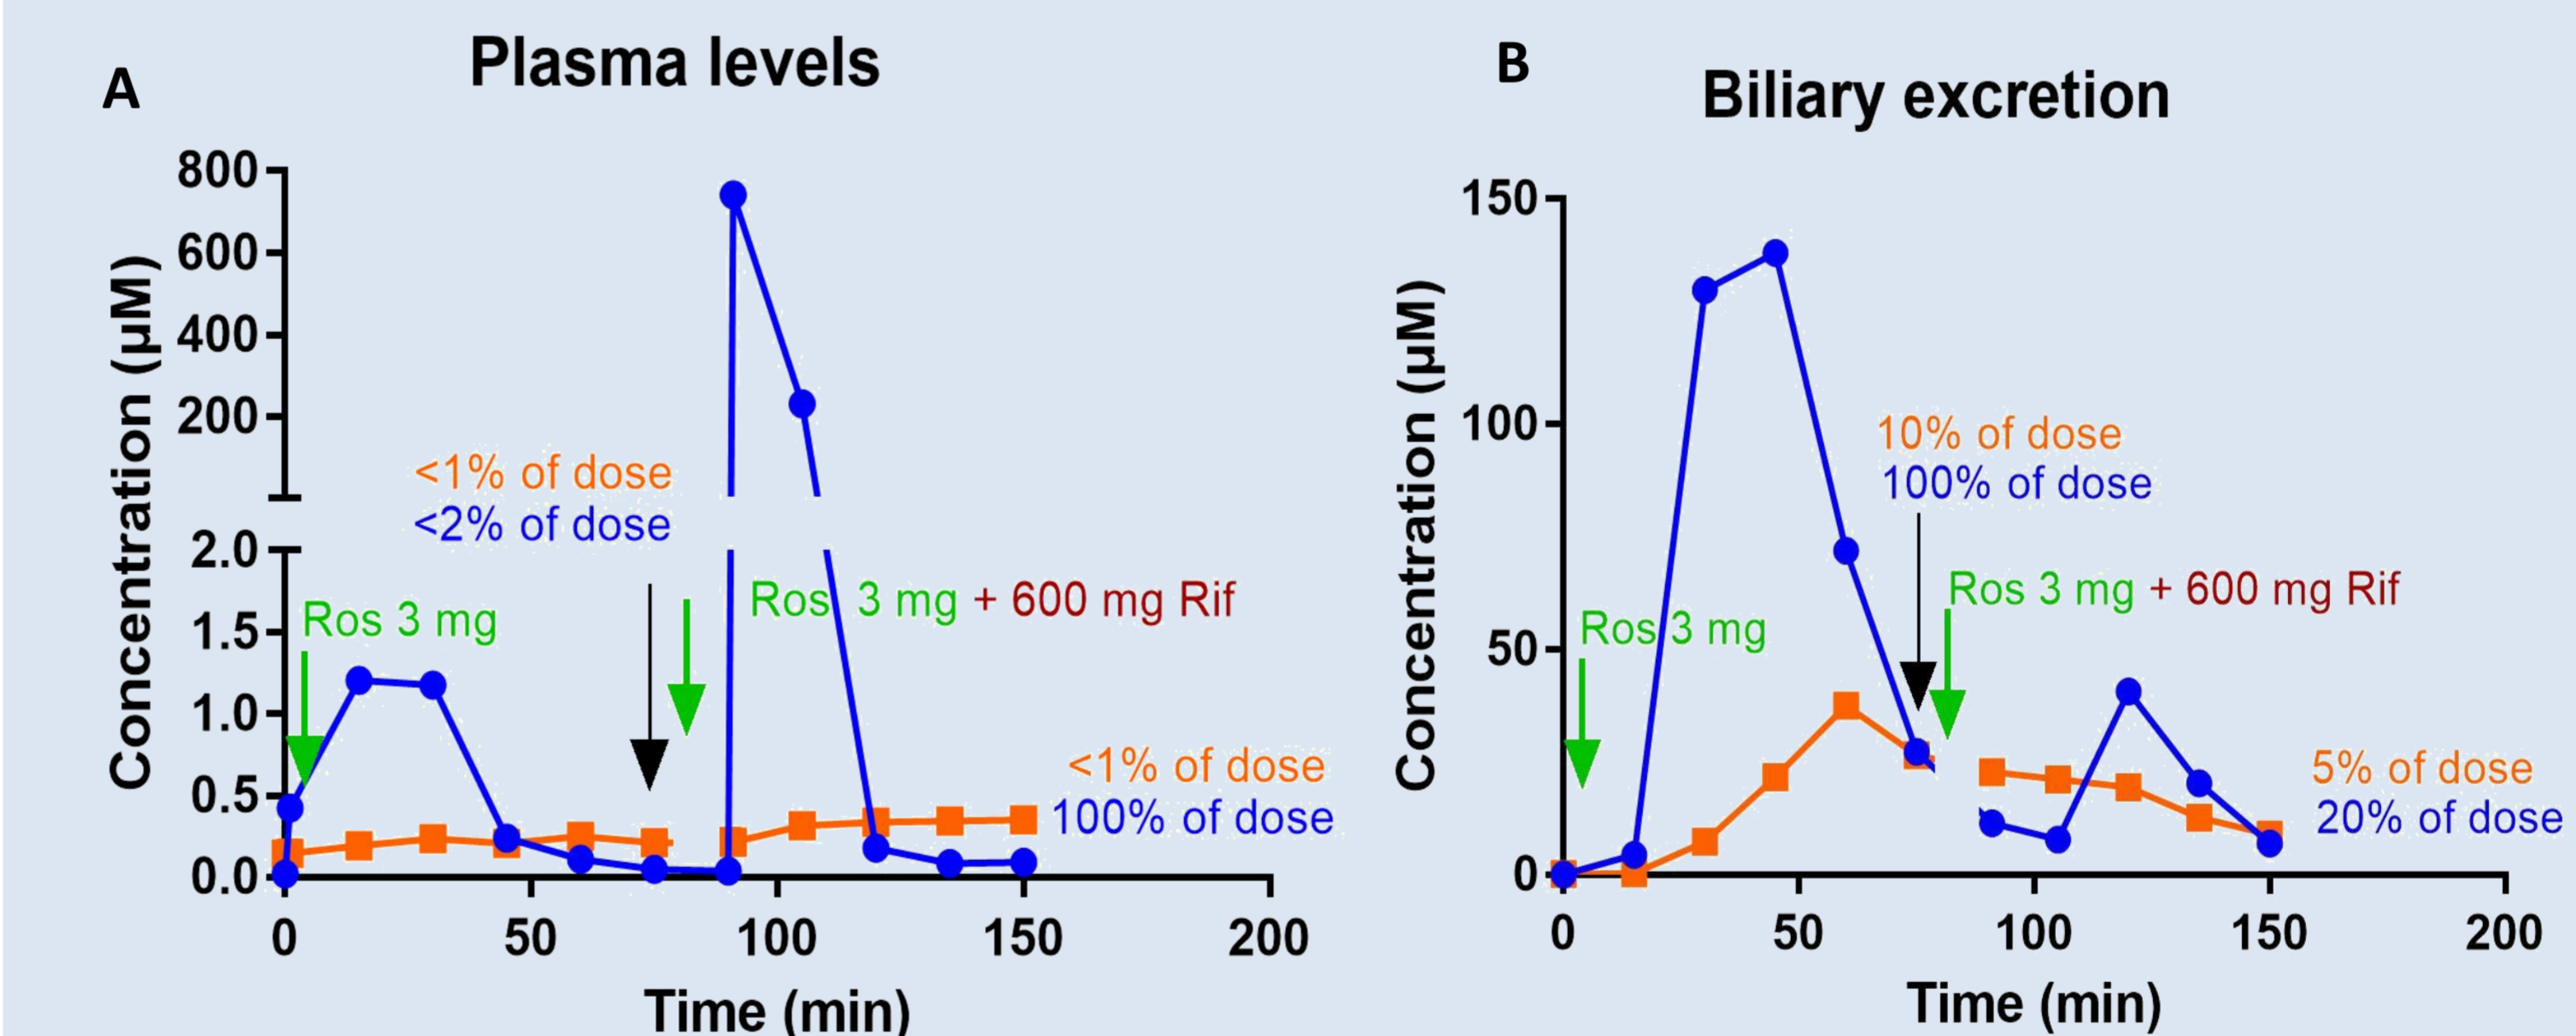 A
Plasma levels
Concentration (µM)
800
600
400
200
2.0
1.5
1.0
0.5
0.0
<1% of dose
<2% of dose
Ros 3 mg
Ros 3 mg + 600 mg Rif
<1% of dose
100% of dose
0 50 100 150 200
Time (min)
B
Biliary excretion
Concentration (µM)
150
100
50
0
10% of dose
100% of dose
Ros 3 mg
Ros 3 mg + 600 mg Rif
5% of dose
20% of dose
0 50 100 150 200
Time (min)